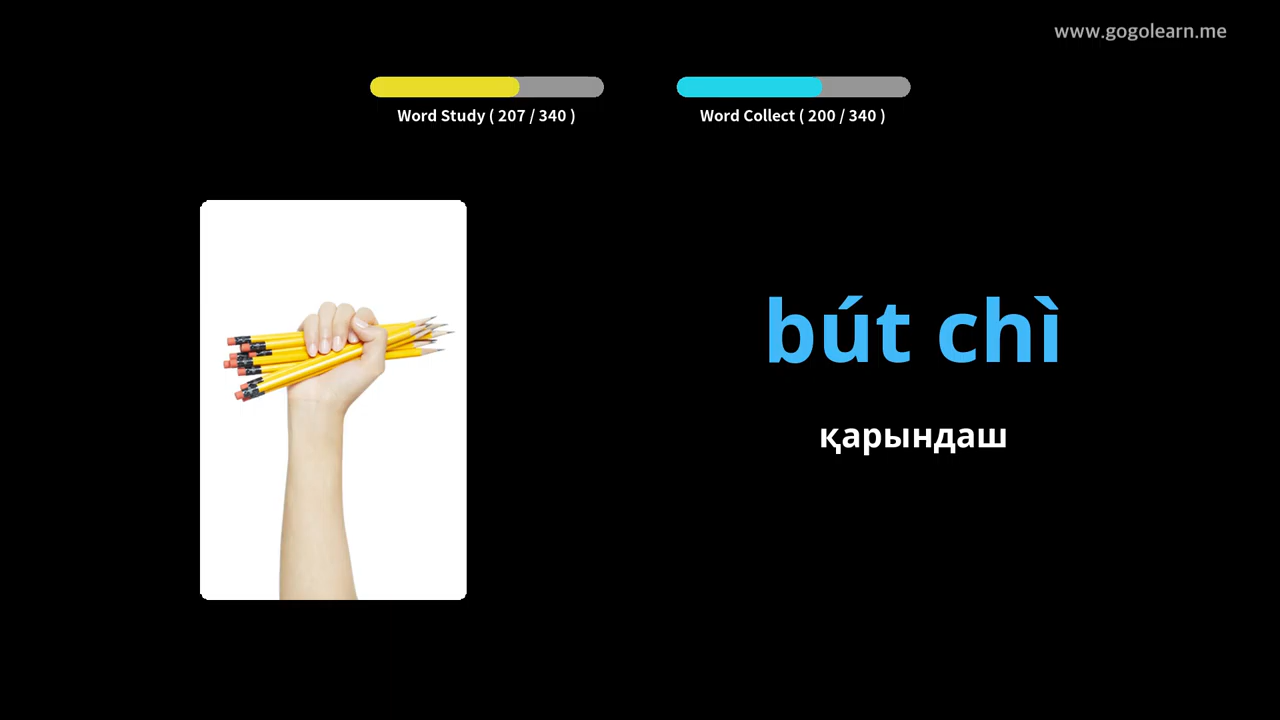 www.gogolearn.me
Word Study ( 207 / 340 )
Word Collect ( 200 / 340 )
bút chì
қарындаш